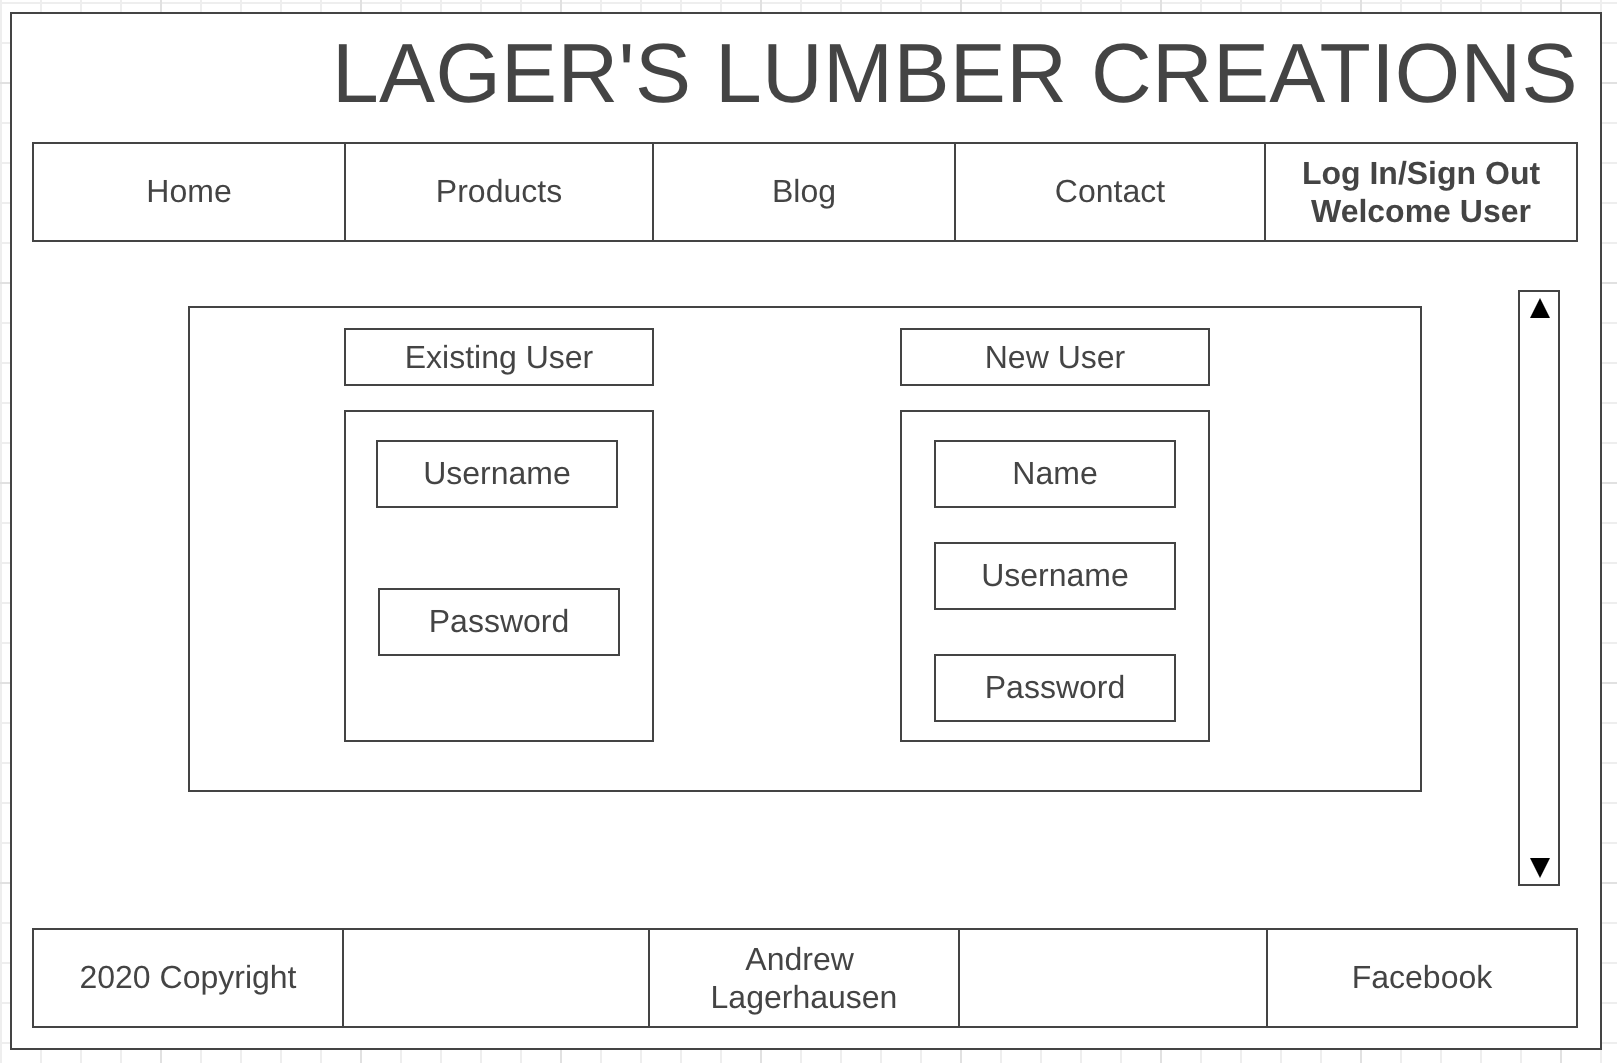 LAGER'S LUMBER CREATIONS
Home
Products
Blog
Contact
Log In/Sign Out
Welcome User
Existing User
Username
Password
New User
Name
Username
Password
2020 Copyright
Andrew
Lagerhausen
Facebook